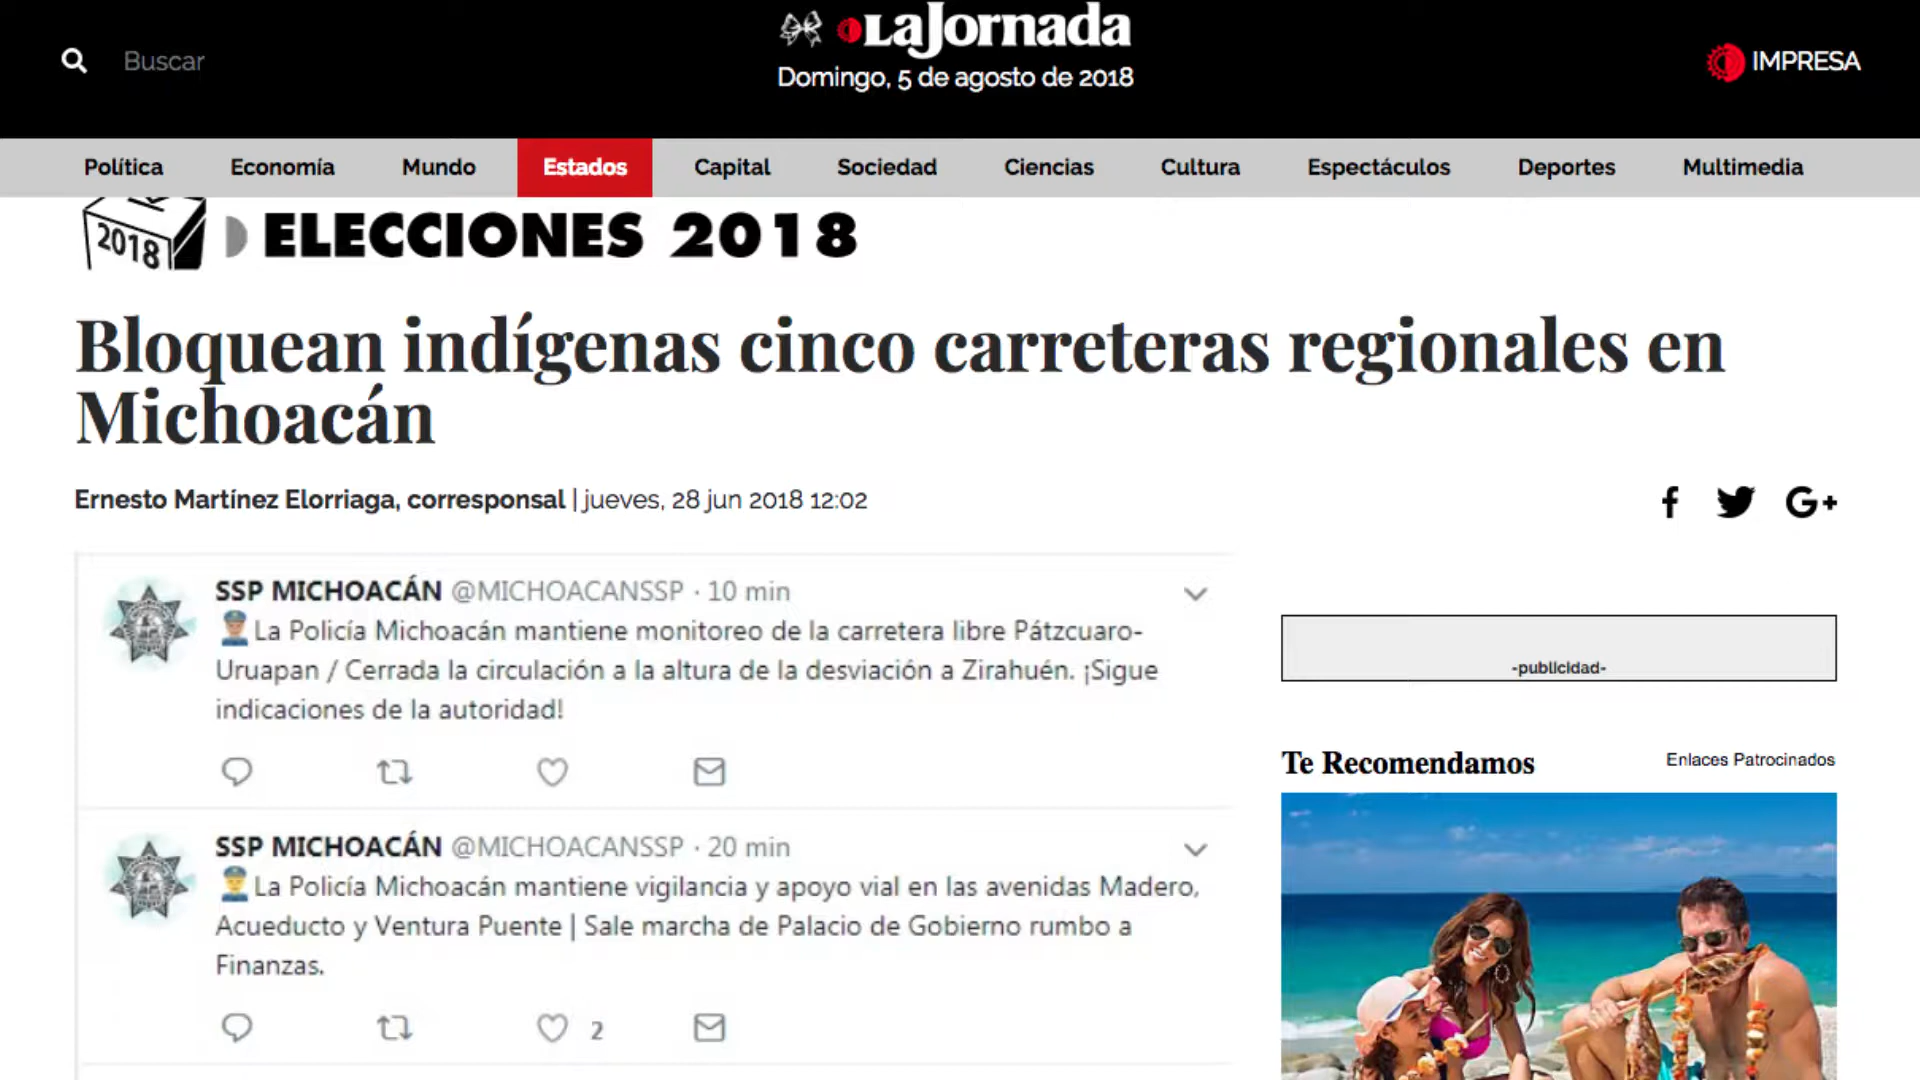 LaJornada
Buscar
Domingo, 5 de agosto de 2018
IMPRESA
Política Economía Mundo Estados Capital Sociedad Ciencias Cultura Espectáculos Deportes Multimedia
2018
ELECCIONES 2018
Bloquean indígenas cinco carreteras regionales en
Michoacán
Ernesto Martínez Elorriaga, corresponsal | jueves, 28 jun 2018 12:02
G+
SSP MICHOACÁN @MICHOACANSSP · 10 min
La Policía Michoacán mantiene monitoreo de la carretera libre Pátzcuaro-
Uruapan / Cerrada la circulación a la altura de la desviación a Zirahuén. ¡Sigue
indicaciones de la autoridad!
SSP MICHOACÁN @MICHOACANSSP · 20 min
La Policía Michoacán mantiene vigilancia y apoyo vial en las avenidas Madero,
Acueducto y Ventura Puente | Sale marcha de Palacio de Gobierno rumbo a
Finanzas.
2
-publicidad-
Te Recomendamos
Enlaces Patrocinados